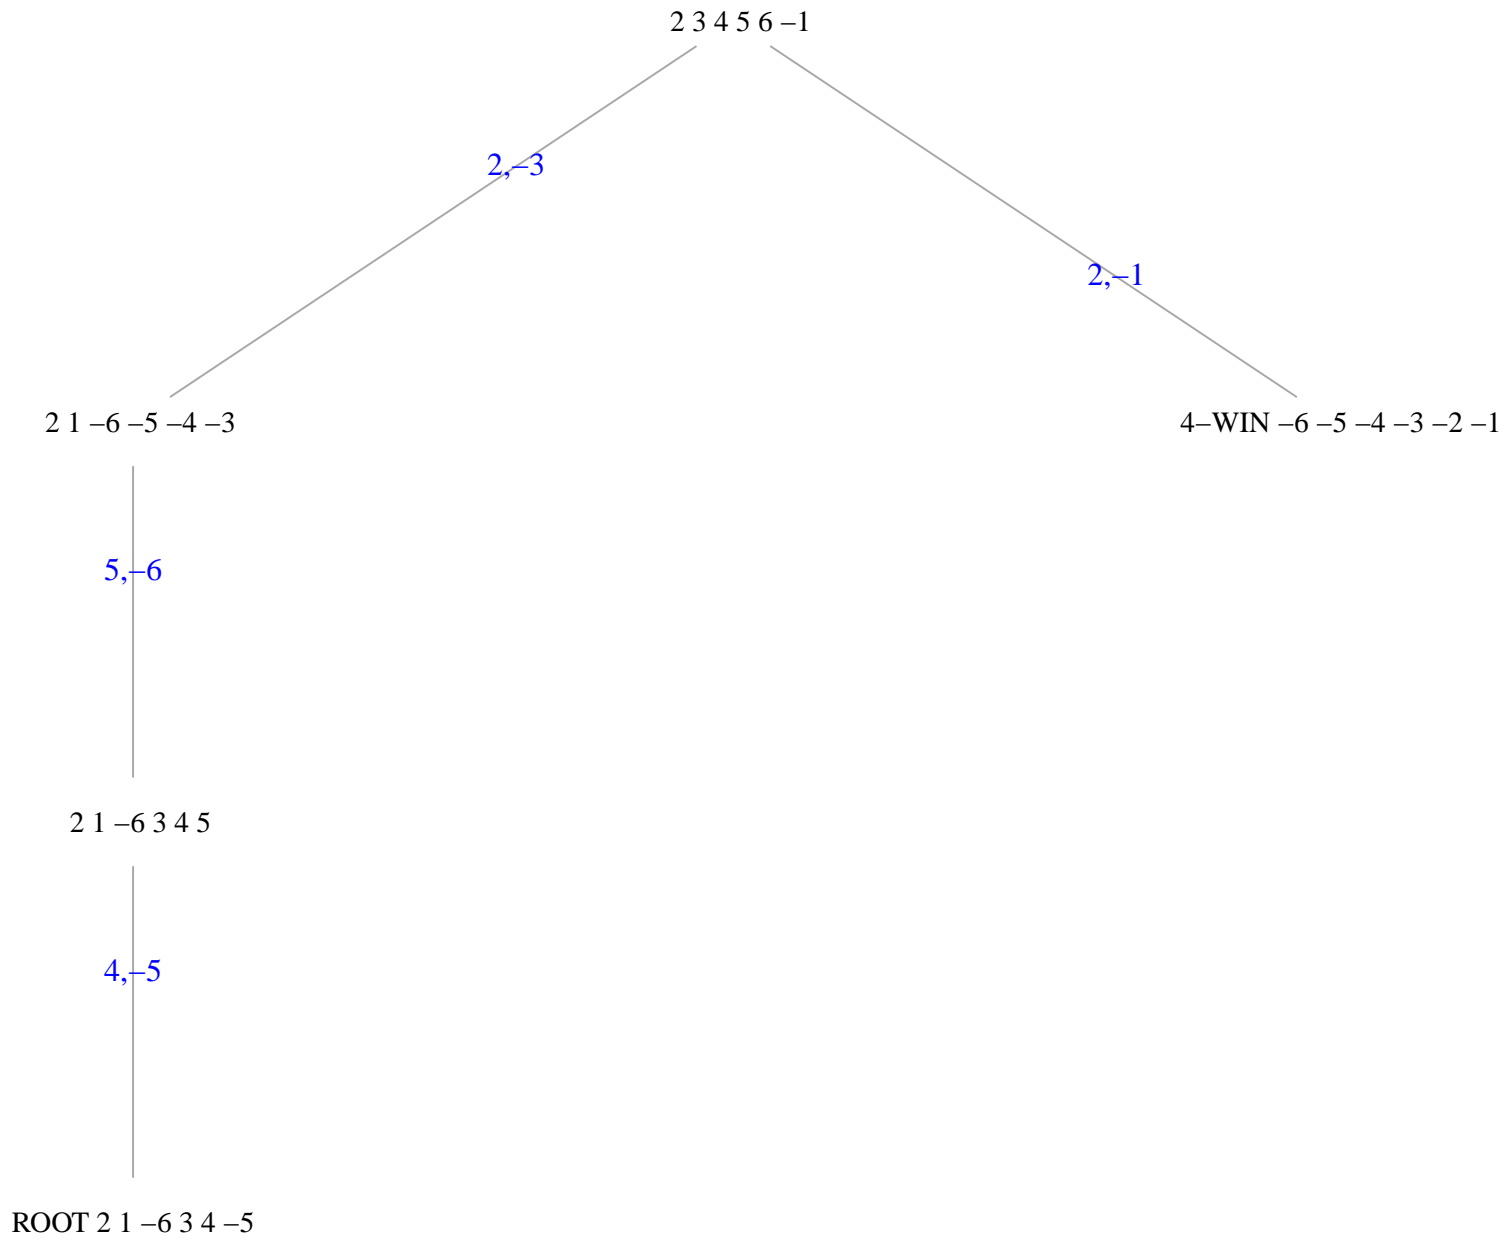 2 3 4 5 6 –1
2,–3
2,–1
2 1 –6 –5 –4 –3
4–WIN –6 –5 –4 –3 –2 –1
5,–6
2 1 –6 3 4 5
4,–5
ROOT 2 1 –6 3 4 –5